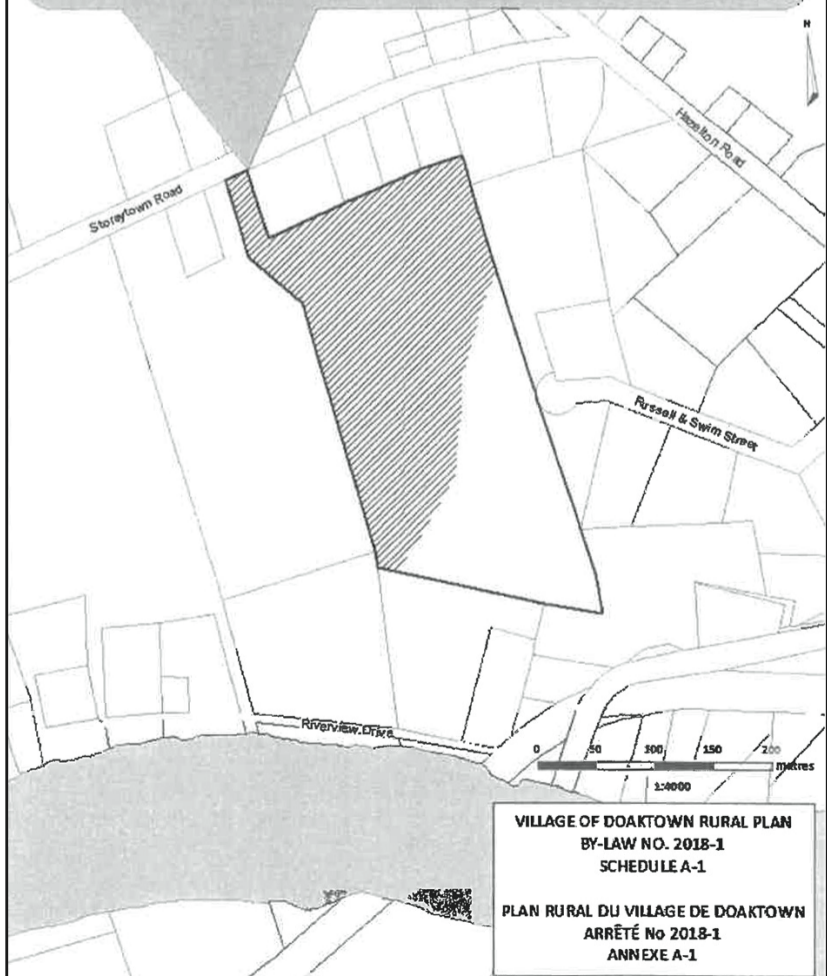 N
Hazelton Road
Storeytown Road
Russell & Swim Street
Riverview Drive
0 50 100 150 200
metres
1:4000
VILLAGE OF DOAKTOWN RURAL PLAN
BY-LAW NO. 2018-1
SCHEDULE A-1
PLAN RURAL DU VILLAGE DE DOAKTOWN
ARRÊTÉ No 2018-1
ANNEXE A-1